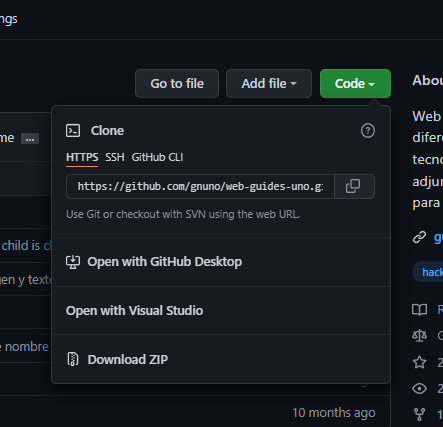 ngs
Go to file
Add file
Code
Abou
Clone
me ...
HTTPS SSH GitHub CLI
Web
difere
tecno
https://github.com/gnuno/web-guides-uno.gi
adjun
Use Git or checkout with SVN using the web URL.
para
child is c
Open with GitHub Desktop
hack
gen y texto
Open with Visual Studio
R
G
e nombre
Download ZIP
2
2
10 months ago
1